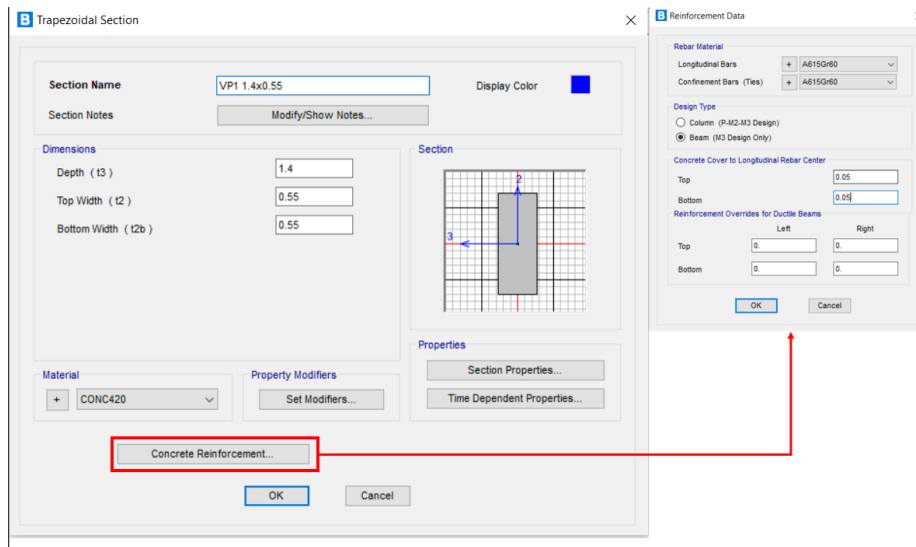 B Trapezoidal Section
Section Name VP1 1.4x0.55 Display Color
Section Notes Modify/Show Notes...
Dimensions
Depth ( t3 ) 1.4
Top Width ( t2 ) 0.55
Bottom Width ( t2b ) 0.55
Section
2
3
Properties
Section Properties...
Time Dependent Properties...
Material
+ CONC420
Property Modifiers
Set Modifiers...
Concrete Reinforcement...
OK Cancel
B Reinforcement Data
Rebar Material
Longitudinal Bars + A615Gr60
Confinement Bars (Ties) + A615Gr60
Design Type
Column (P-M2-M3 Design)
Beam (M3 Design Only)
Concrete Cover to Longitudinal Rebar Center
Top 0.05
Bottom 0.05
Reinforcement Overrides for Ductile Beams
Left Right
Top 0. 0.
Bottom 0. 0.
OK Cancel